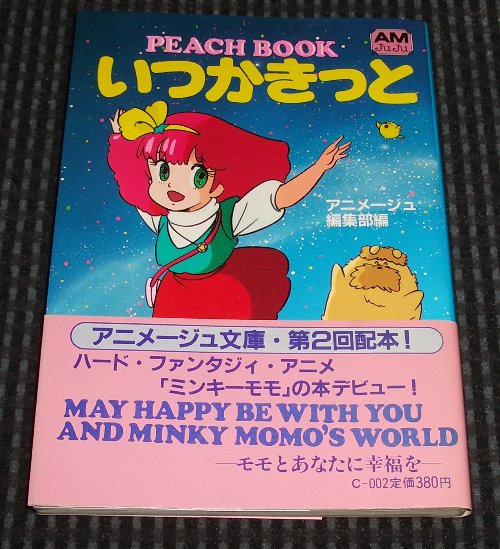 AM
JuJu
PEACH BOOK
いつかきっと
アニメージュ
編集部編
アニメージュ文庫・第2回配本!
ハード・ファンタジィ・アニメ
「ミンキーモモ」の本デビュー!
MAY HAPPY BE WITH YOU
AND MINKY MOMO'S WORLD
―モモとあなたに幸福を―
C-002定価380円